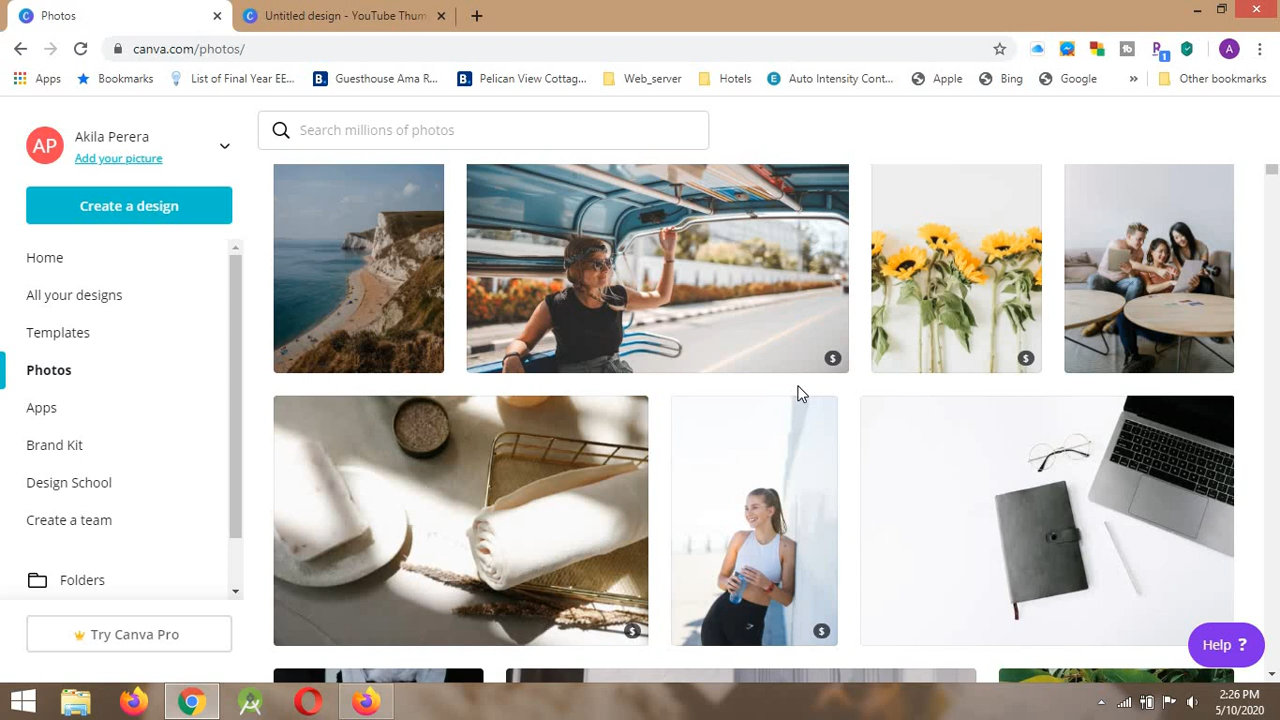 Photos
Untitled design - YouTube Thum
canva.com/photos/
1
A
Apps
Bookmarks
List of Final Year EE...
B.
Guesthouse Ama R...
B.
Pelican View Cottag...
Web_server
Hotels
E
Auto Intensity Cont...
Apple
Bing
Google
»
Other bookmarks
AP
Akila Perera
Add your picture
Search millions of photos
Create a design
Home
All your designs
Templates
Photos
Apps
Brand Kit
Design School
Create a team
Folders
Try Canva Pro
$
$
$
$
Help ?
2:26 PM
5/10/2020